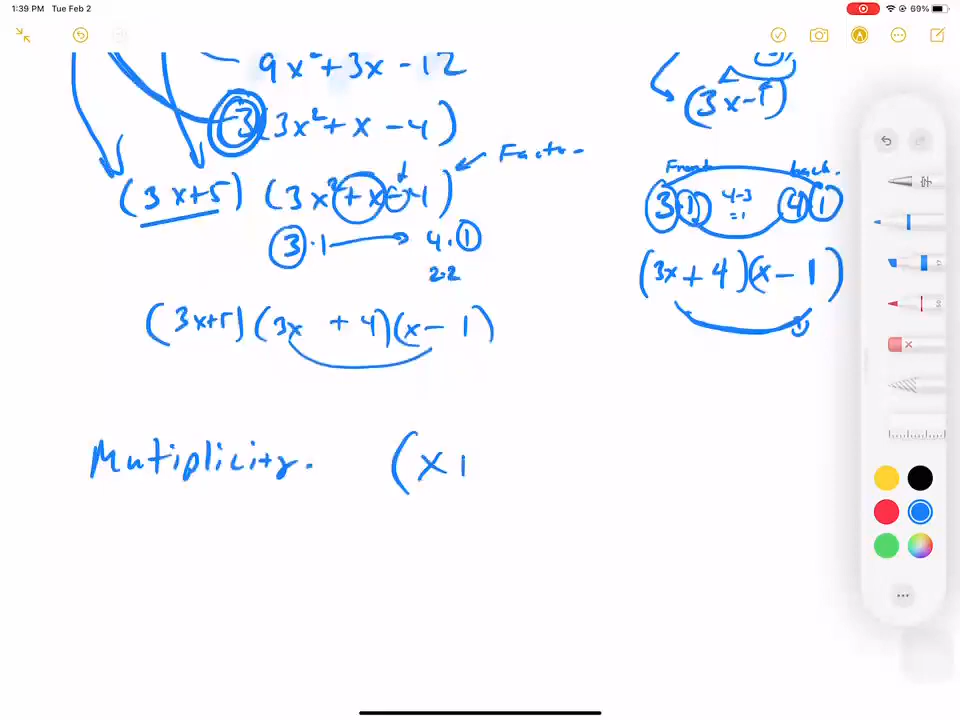 1:39 PM Tue Feb 2
69%
9x² + 3x - 12
3(3x² + x - 4)
(3x+5) (3x² + x - 4)
3 · 1 4 · 1
2·2
(3x+5)(3x + 4)(x - 1)
Mutiplicity. (x
(3x-1)
Front back.
3 1 4-3 4 1
=1
(3x + 4)(x - 1)